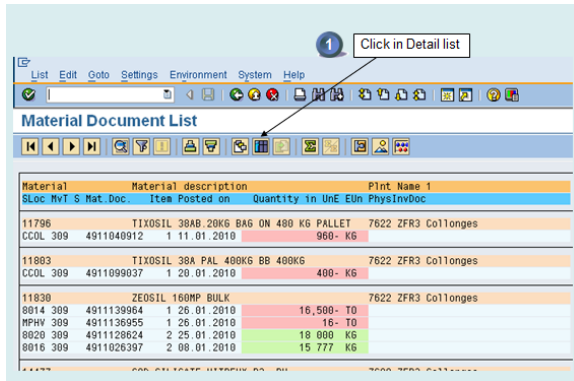 1 Click in Detail list
List Edit Goto Settings Environment System Help
Material Document List
Material Material description Plnt Name 1
SLoc MvT S Mat.Doc. Item Posted on Quantity in UnE EUn PhysInvDoc
11796 TIXOSIL 38AB.20KG BAG ON 480 KG PALLET 7622 ZFR3 Collonges
CCOL 309 4911040912 1 11.01.2010 960- KG
11803 TIXOSIL 38A PAL 400KG BB 400KG 7622 ZFR3 Collonges
CCOL 309 4911099037 1 20.01.2010 400- KG
11830 ZEOSIL 160MP BULK 7622 ZFR3 Collonges
8014 309 4911139964 1 26.01.2010 16,500- TO
MPHV 309 4911136955 1 26.01.2010 16- TO
8020 309 4911128624 2 25.01.2010 18 000 KG
8016 309 4911026397 2 08.01.2010 15 777 KG